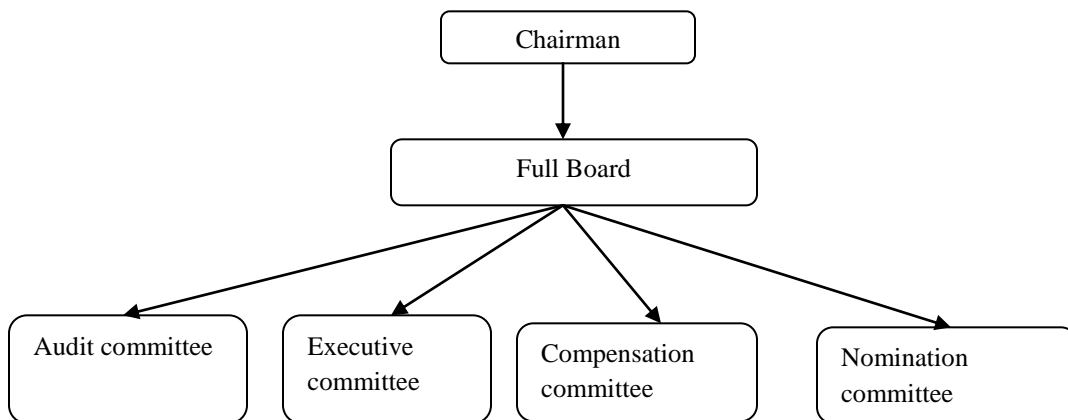 Chairman
Full Board
Audit committee
Executive
committee
Compensation
committee
Nomination
committee